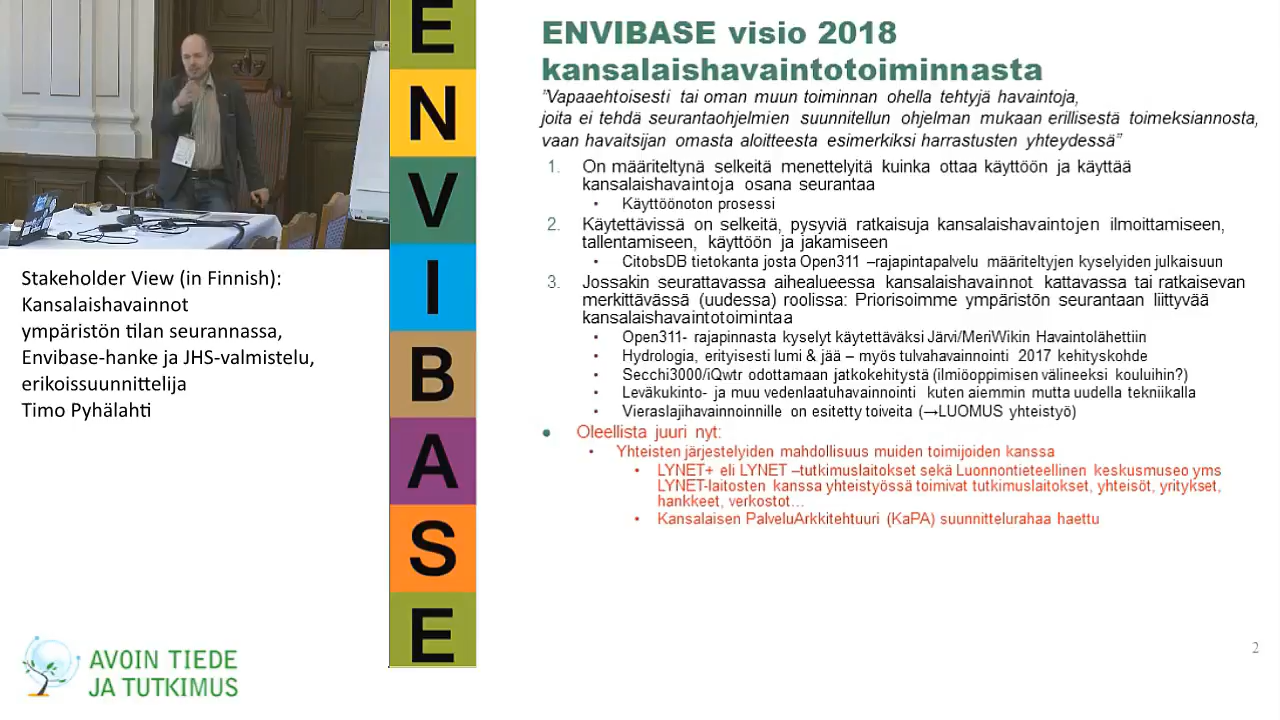 Stakeholder View (in Finnish):
Kansalaishavainnot
ympäristön tilan seurannassa,
Envibase-hanke ja JHS-valmistelu,
erikoissuunnittelija
Timo Pyhälahti
AVOIN TIEDE
JA TUTKIMUS
E
N
V
I
B
A
S
E
ENVIBASE visio 2018
kansalaishavaintotoiminnasta
”Vapaaehtoisesti tai oman muun toiminnan ohella tehtyjä havaintoja,
joita ei tehdä seurantaohjelmien suunnitellun ohjelman mukaan erillisestä toimeksiannosta,
vaan havaitsijan omasta aloitteesta esimerkiksi harrastusten yhteydessä”
1. On määriteltynä selkeitä menettelyitä kuinka ottaa käyttöön ja käyttää
kansalaishavaintoja osana seurantaa
• Käyttöönoton prosessi
2. Käytettävissä on selkeitä, pysyviä ratkaisuja kansalaishavaintojen ilmoittamiseen,
tallentamiseen, käyttöön ja jakamiseen
• CitobsDB tietokanta josta Open311 –rajapintapalvelu määriteltyjen kyselyiden julkaisuun
3. Jossakin seurattavassa aihealueessa kansalaishavainnot kattavassa tai ratkaisevan
merkittävässä (uudessa) roolissa: Priorisoimme ympäristön seurantaan liittyvää
kansalaishavaintotoimintaa
• Open311- rajapinnasta kyselyt käytettäväksi Järvi/MeriWikin Havaintolähettiin
• Hydrologia, erityisesti lumi & jää – myös tulvahavainnointi 2017 kehityskohde
• Secchi3000/iQwtr odottamaan jatkokehitystä (ilmiöoppimisen välineeksi kouluihin?)
• Leväkukinto- ja muu vedenlaatuhavainnointi kuten aiemmin mutta uudella tekniikalla
• Vieraslajihavainnoinnille on esitetty toiveita (→LUOMUS yhteistyö)
• Oleellista juuri nyt:
• Yhteisten järjestelyiden mahdollisuus muiden toimijoiden kanssa
• LYNET+ eli LYNET –tutkimuslaitokset sekä Luonnontieteellinen keskusmuseo yms
LYNET-laitosten kanssa yhteistyössä toimivat tutkimuslaitokset, yhteisöt, yritykset,
hankkeet, verkostot…
• Kansalaisen PalveluArkkitehtuuri (KaPA) suunnittelurahaa haettu
2